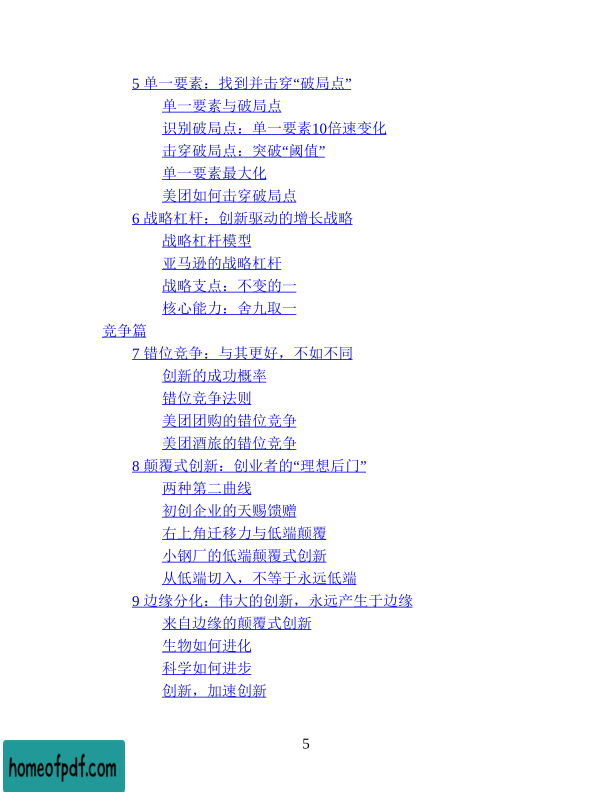 5 单一要素：找到并击穿“破局点”
单一要素与破局点
识别破局点：单一要素10倍速变化
击穿破局点：突破“阈值”
单一要素最大化
美团如何击穿破局点
6 战略杠杆：创新驱动的增长战略
战略杠杆模型
亚马逊的战略杠杆
战略支点：不变的一
核心能力：舍九取一
竞争篇
7 错位竞争：与其更好，不如不同
创新的成功概率
错位竞争法则
美团团购的错位竞争
美团酒旅的错位竞争
8 颠覆式创新：创业者的“理想后门”
两种第二曲线
初创企业的天赐馈赠
右上角迁移力与低端颠覆
小钢厂的低端颠覆式创新
从低端切入，不等于永远低端
9 边缘分化：伟大的创新，永远产生于边缘
来自边缘的颠覆式创新
生物如何进化
科学如何进步
创新，加速创新
5
homeofpdf.com